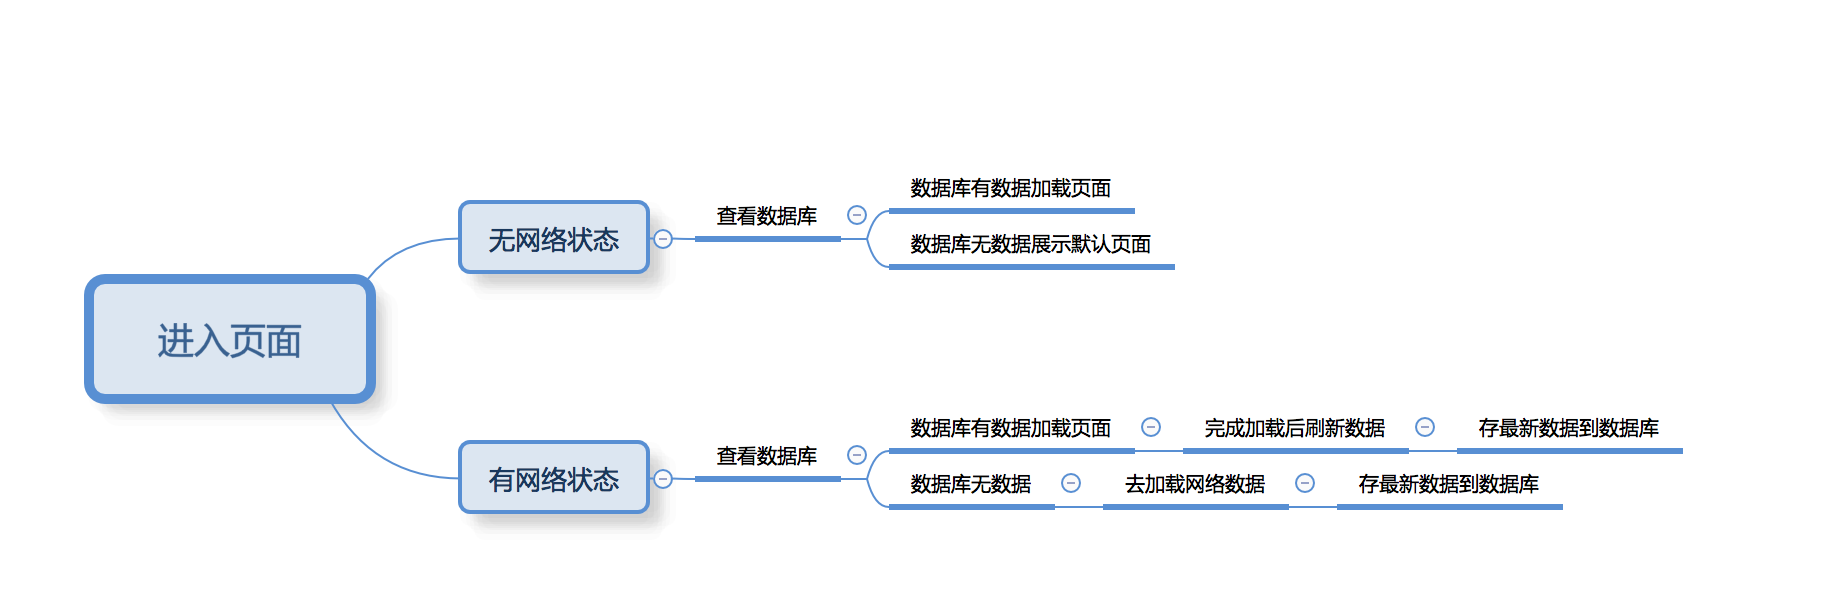 进入页面
无网络状态
查看数据库
数据库有数据加载页面
数据库无数据展示默认页面
有网络状态
查看数据库
数据库有数据加载页面
完成加载后刷新数据
存最新数据到数据库
数据库无数据
去加载网络数据
存最新数据到数据库